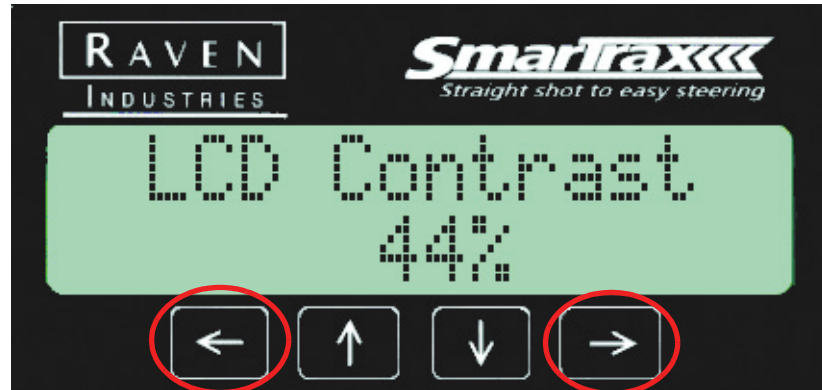 RAVEN
INDUSTRIES
SmarTrax
Straight shot to easy steering
LCD Contrast
44%
← ↑ ↓ →